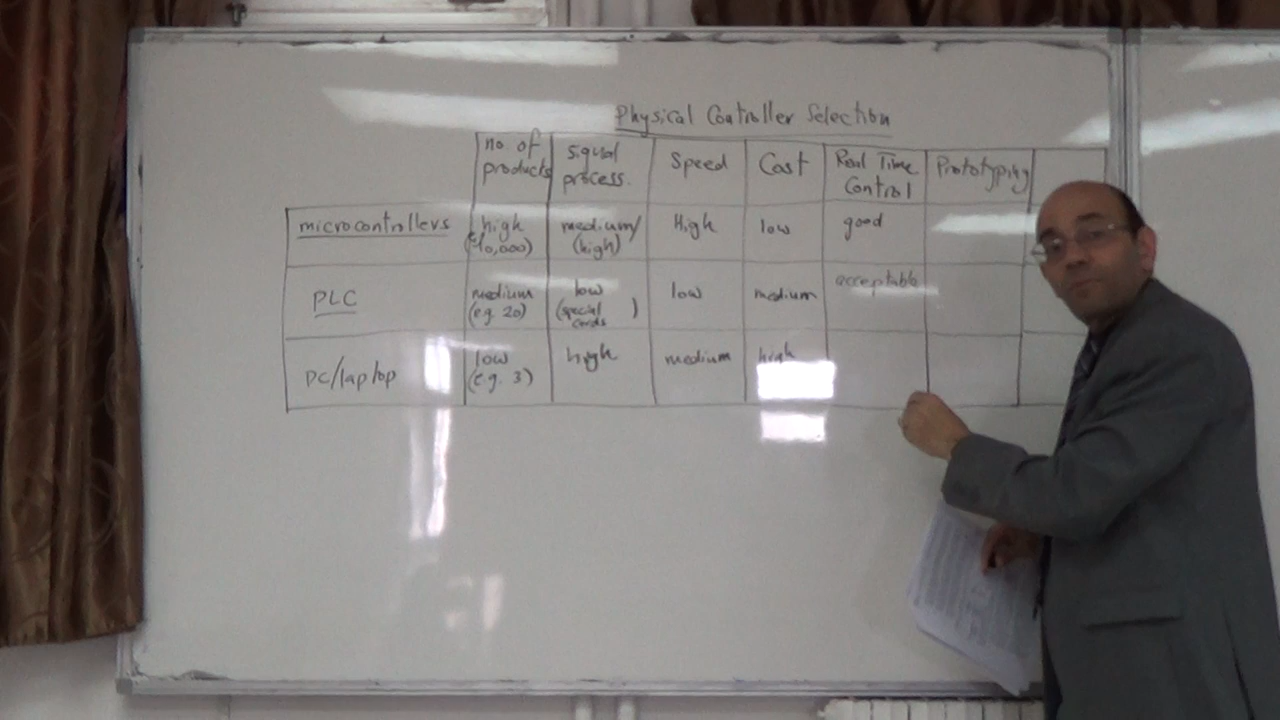 Physical Controller Selection
no of products signal process. Speed Cost Real Time Control Prototyping
microcontrollers high (10,000) medium/(high) High low good
PLC medium (e.g. 20) low (special cards) low medium acceptable
PC/laptop low (e.g. 3) high medium high